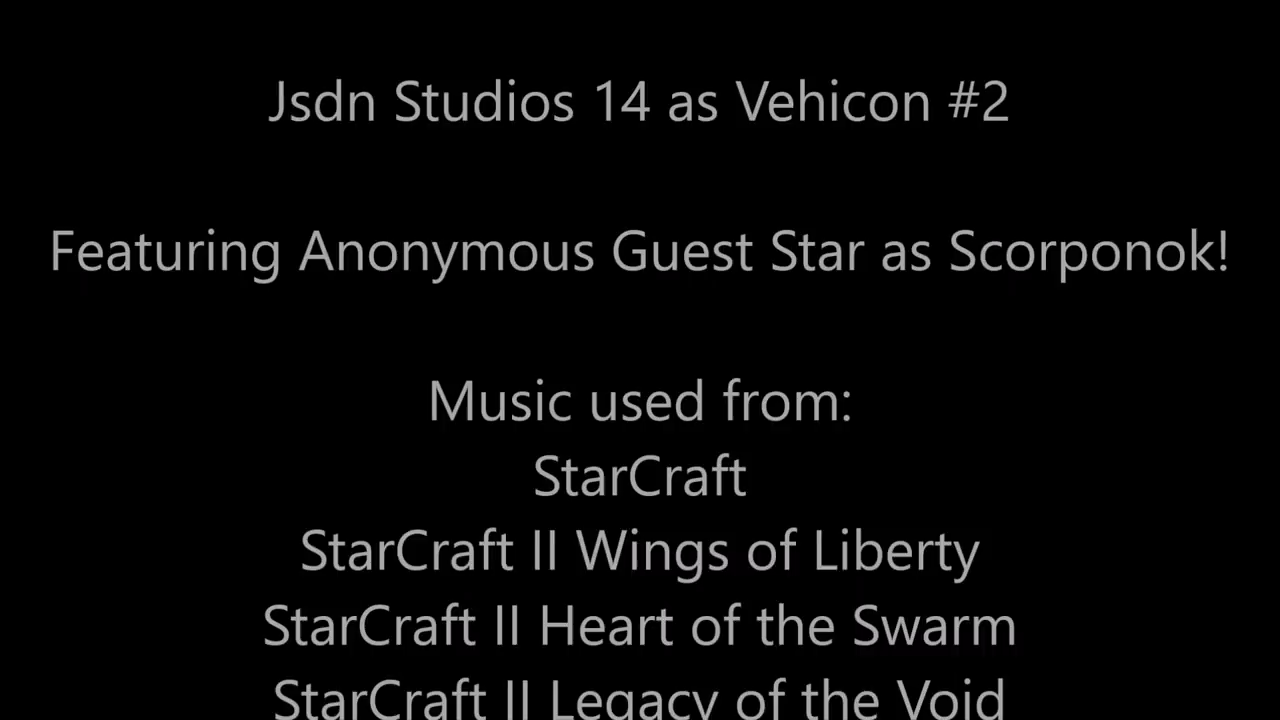 Jsdn Studios 14 as Vehicon #2
Featuring Anonymous Guest Star as Scorponok!
Music used from:
StarCraft
StarCraft II Wings of Liberty
StarCraft II Heart of the Swarm
StarCraft II Legacy of the Void